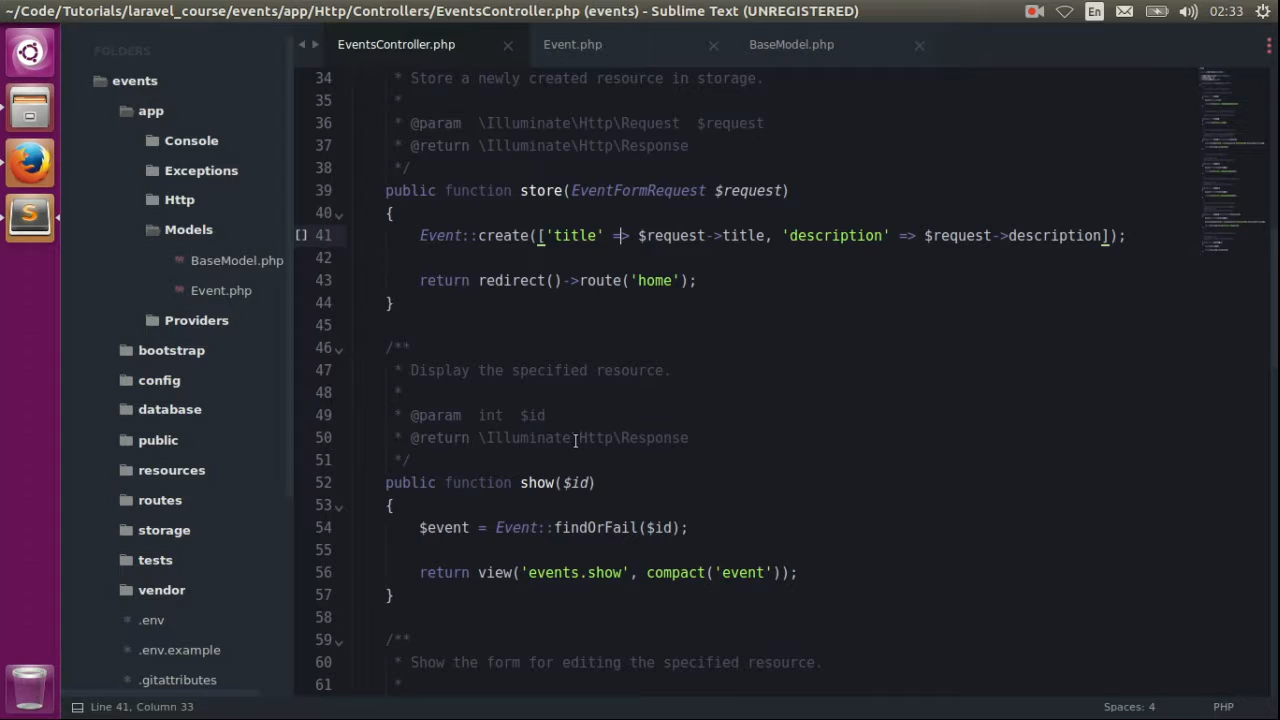 ~/Code/Tutorials/laravel_course/events/app/Http/Controllers/EventsController.php (events) - Sublime Text (UNREGISTERED)
En
02:33
FOLDERS
events
app
Console
Exceptions
Http
Models
BaseModel.php
Event.php
Providers
bootstrap
config
database
public
resources
routes
storage
tests
vendor
.env
.env.example
.gitattributes
EventsController.php
Event.php
BaseModel.php
34 * Store a newly created resource in storage.
35 *
36 * @param  \Illuminate\Http\Request  $request
37 * @return \Illuminate\Http\Response
38 */
39 public function store(EventFormRequest $request)
40 {
41 Event::create(['title' => $request->title, 'description' => $request->description]);
42
43 return redirect()->route('home');
44 }
45
46 /**
47 * Display the specified resource.
48 *
49 * @param  int  $id
50 * @return \Illuminate\Http\Response
51 */
52 public function show($id)
53 {
54 $event = Event::findOrFail($id);
55
56 return view('events.show', compact('event'));
57 }
58
59 /**
60 * Show the form for editing the specified resource.
61 *
Line 41, Column 33
Spaces: 4
PHP